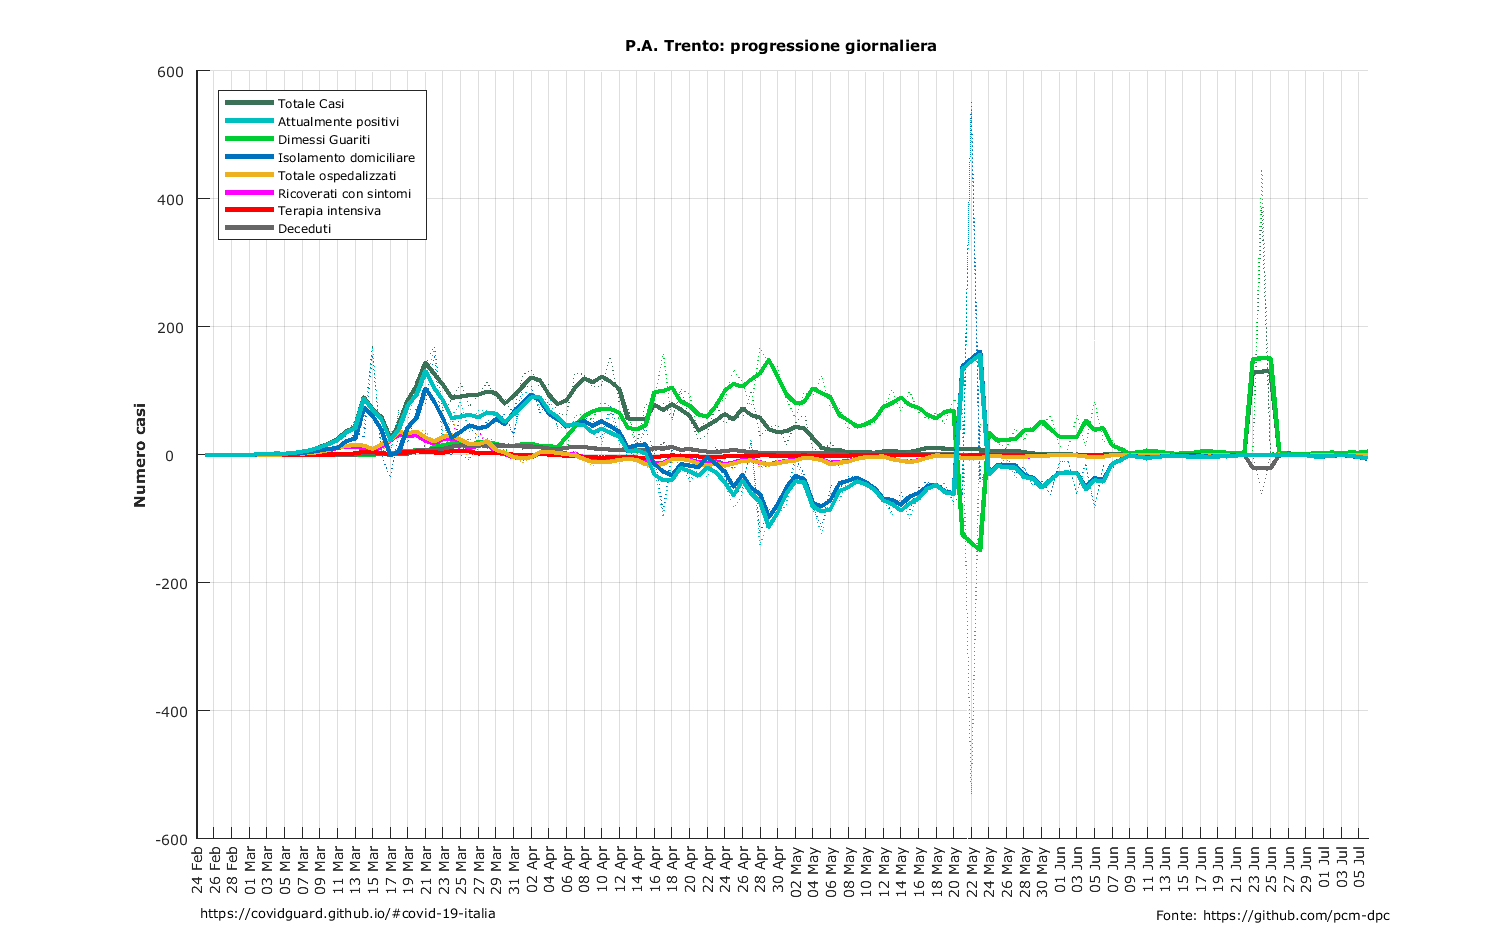 P.A. Trento: progressione giornaliera
600
400
200
0
-200
-400
-600
Numero casi
Totale Casi
Attualmente positivi
Dimessi Guariti
Isolamento domiciliare
Totale ospedalizzati
Ricoverati con sintomi
Terapia intensiva
Deceduti
24 Feb
26 Feb
28 Feb
01 Mar
03 Mar
05 Mar
07 Mar
09 Mar
11 Mar
13 Mar
15 Mar
17 Mar
19 Mar
21 Mar
23 Mar
25 Mar
27 Mar
29 Mar
31 Mar
02 Apr
04 Apr
06 Apr
08 Apr
10 Apr
12 Apr
14 Apr
16 Apr
18 Apr
20 Apr
22 Apr
24 Apr
26 Apr
28 Apr
30 Apr
02 May
04 May
06 May
08 May
10 May
12 May
14 May
16 May
18 May
20 May
22 May
24 May
26 May
28 May
30 May
01 Jun
03 Jun
05 Jun
07 Jun
09 Jun
11 Jun
13 Jun
15 Jun
17 Jun
19 Jun
21 Jun
23 Jun
25 Jun
27 Jun
29 Jun
01 Jul
03 Jul
05 Jul
https://covidguard.github.io/#covid-19-italia
Fonte: https://github.com/pcm-dpc